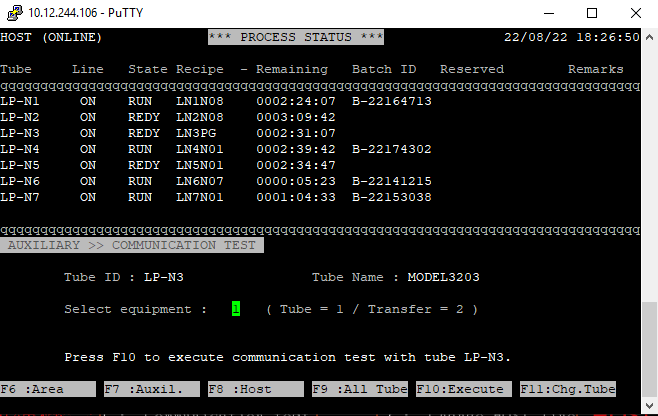 10.12.244.106 - PuTTY
HOST (ONLINE) *** PROCESS STATUS *** 22/08/22 18:26:50
Tube Line State Recipe - Remaining Batch ID Reserved Remarks
qqqqqqqqqqqqqqqqqqqqqqqqqqqqqqqqqqqqqqqqqqqqqqqqqqqqqqqqqqqqqqqqqqqqqqqqqqqqqqqq
LP-N1 ON RUN LN1N08 0002:24:07 B-22164713
LP-N2 ON REDY LN2N08 0003:09:42
LP-N3 ON REDY LN3PG 0002:31:07
LP-N4 ON RUN LN4N01 0002:39:42 B-22174302
LP-N5 ON REDY LN5N01 0002:34:47
LP-N6 ON RUN LN6N07 0000:05:23 B-22141215
LP-N7 ON RUN LN7N01 0001:04:33 B-22153038
qqqqqqqqqqqqqqqqqqqqqqqqqqqqqqqqqqqqqqqqqqqqqqqqqqqqqqqqqqqqqqqqqqqqqqqqqqqqqqqq
AUXILIARY >> COMMUNICATION TEST
Tube ID : LP-N3 Tube Name : MODEL3203
Select equipment : 1 ( Tube = 1 / Transfer = 2 )
Press F10 to execute communication test with tube LP-N3.
F6 :Area F7 :Auxil. F8 :Host F9 :All Tube F10:Execute F11:Chg.Tube